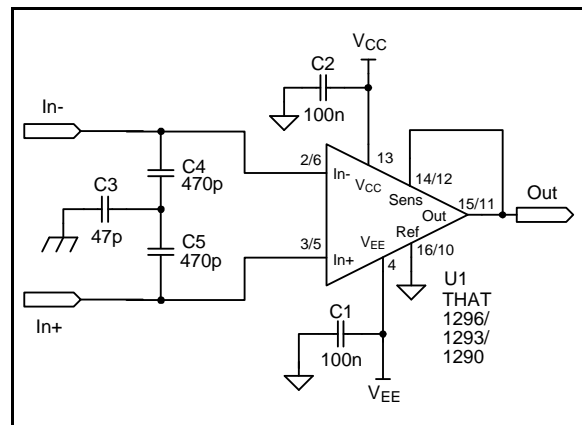 VCC
C2
100n
In-
13
2/6
In-
VCC
14/12
Sens
C4
470p
C3
47p
15/11
Out
Out
C5
470p
3/5
In+
VEE
4
Ref
16/10
In+
U1
THAT
1296/
1293/
1290
C1
100n
VEE